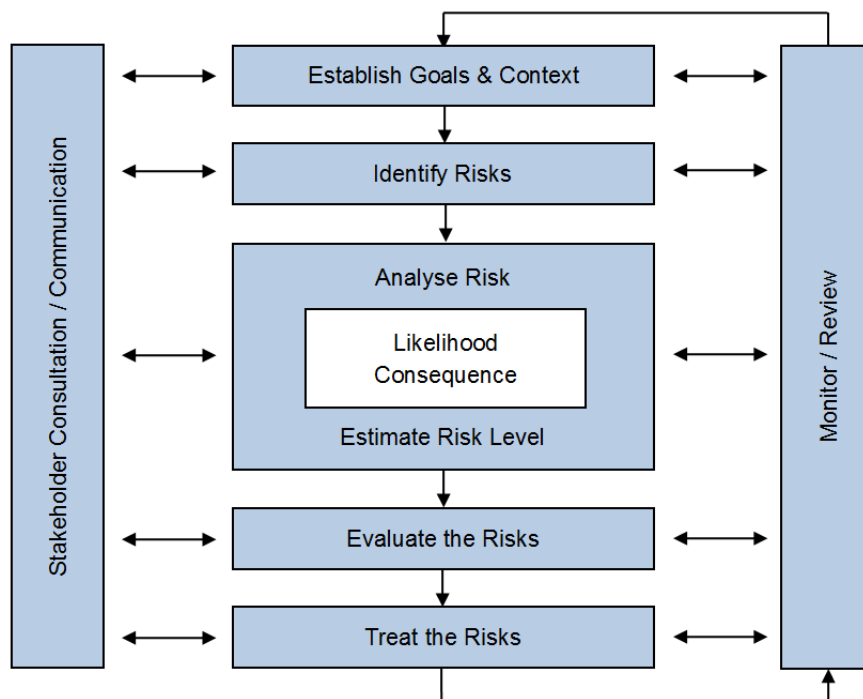 Establish Goals & Context
Identify Risks
Analyse Risk
Likelihood
Consequence
Estimate Risk Level
Evaluate the Risks
Treat the Risks
Stakeholder Consultation / Communication
Monitor / Review